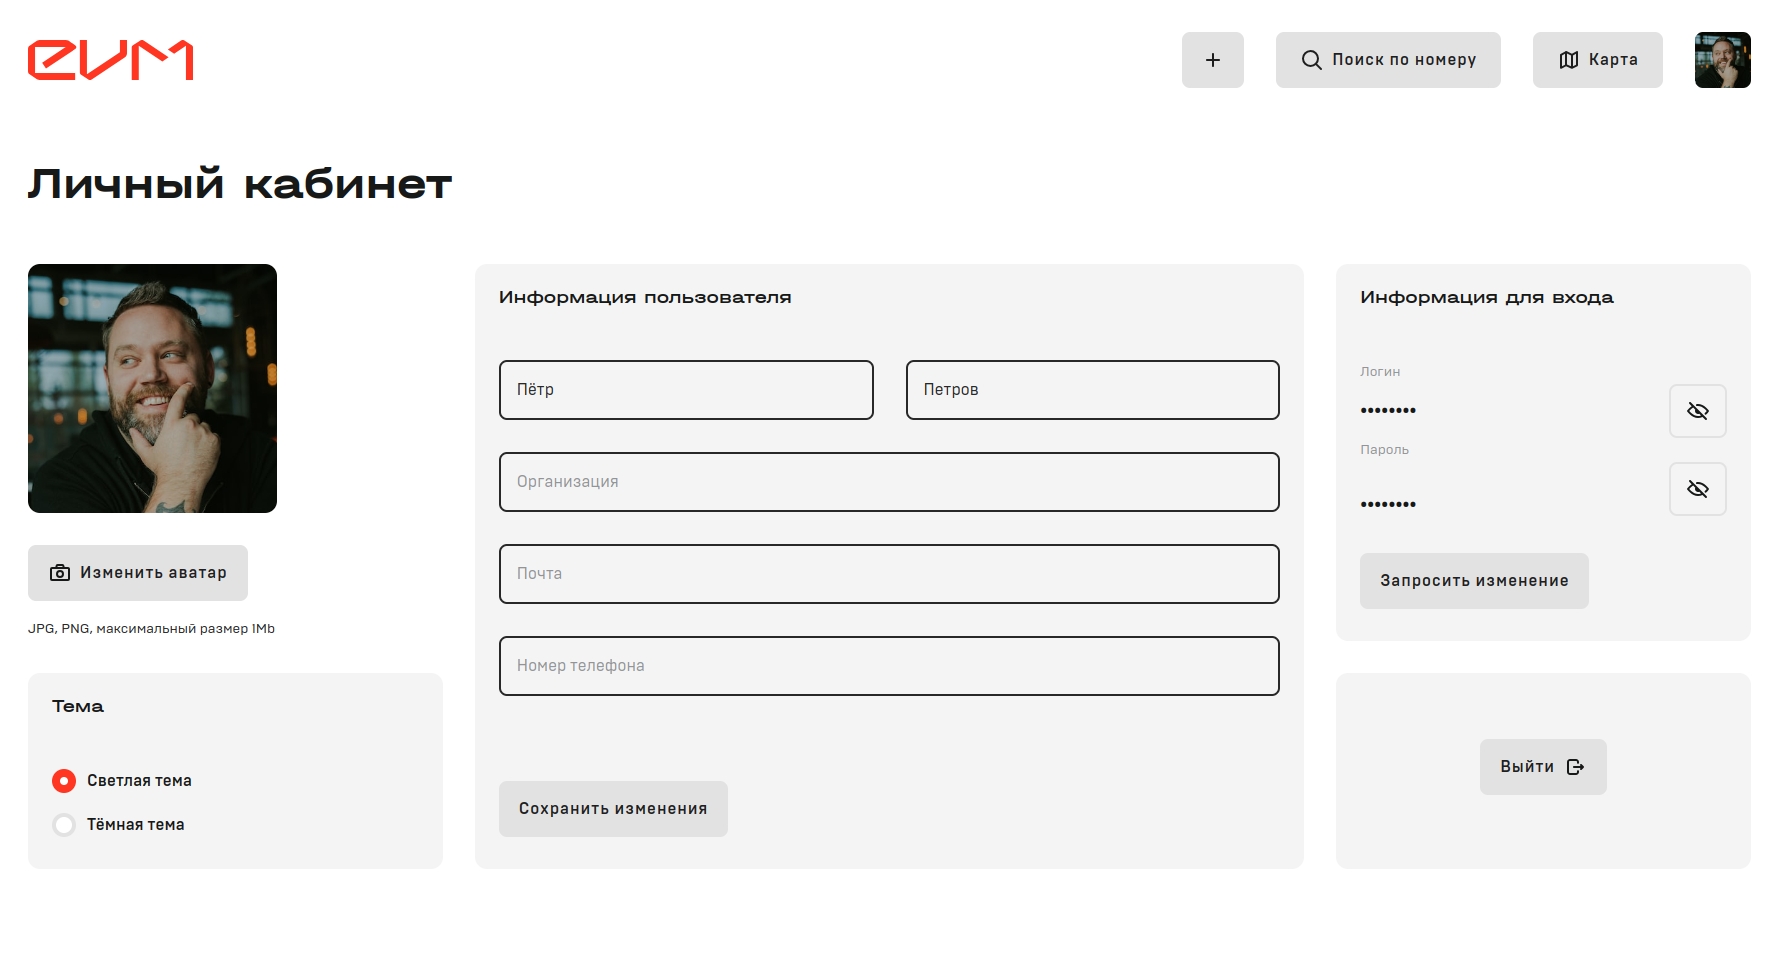 евм
Поиск по номеру
Карта
Личный кабинет
Изменить аватар
JPG, PNG, максимальный размер 1Mb
Тема
Светлая тема
Тёмная тема
Информация пользователя
Пётр
Петров
Организация
Почта
Номер телефона
Сохранить изменения
Информация для входа
Логин
••••••••
Пароль
••••••••
Запросить изменение
Выйти